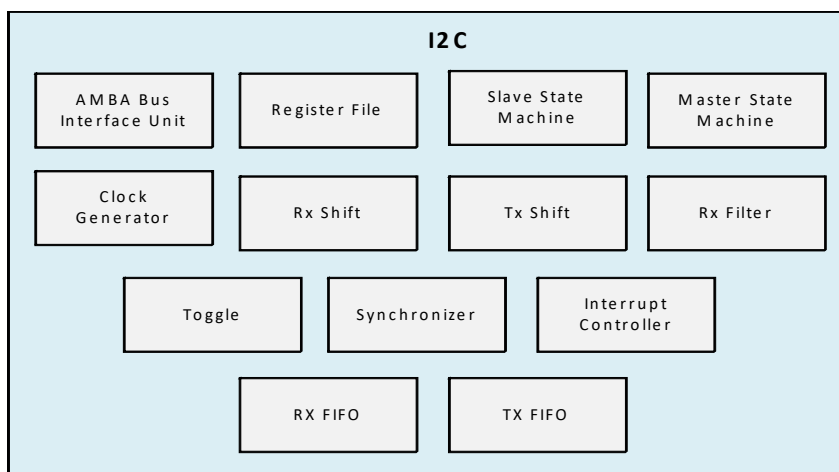 I2C
AMBA Bus
Interface Unit
Register File
Slave State
Machine
Master State
Machine
Clock
Generator
Rx Shift
Tx Shift
Rx Filter
Toggle
Synchronizer
Interrupt
Controller
RX FIFO
TX FIFO